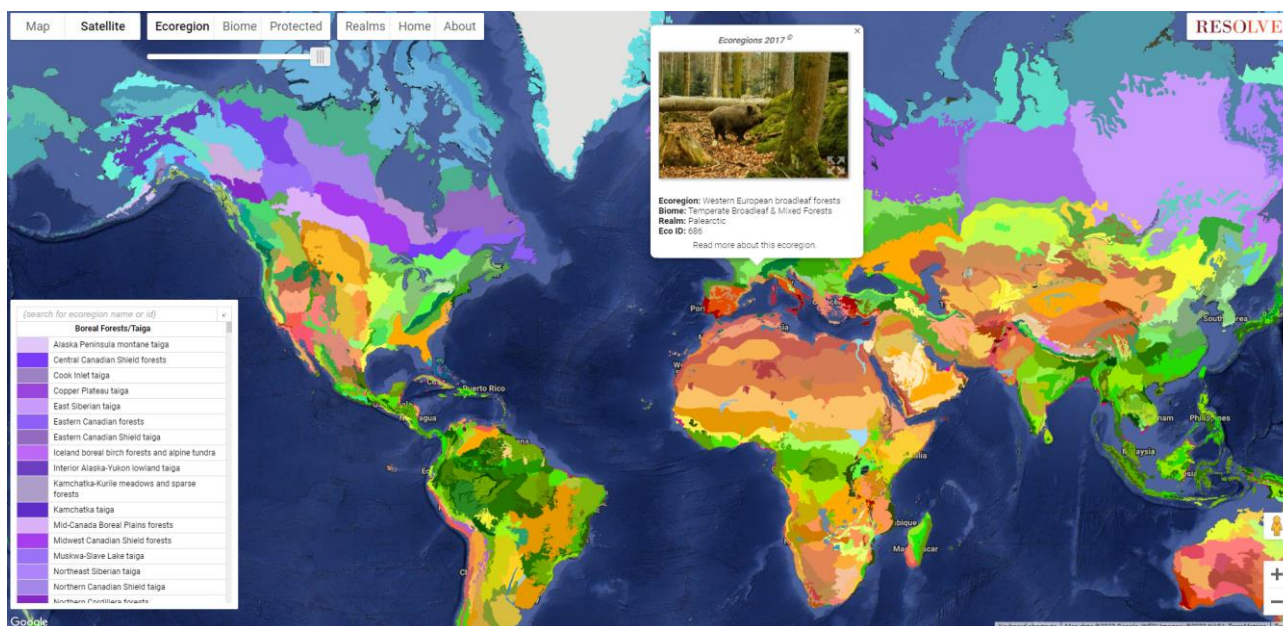 Map Satellite
Ecoregion Biome Protected
Realms Home About
RESOLVE
Ecoregions 2017 ©
Ecoregion: Western European broadleaf forests
Biome: Temperate Broadleaf & Mixed Forests
Realm: Palearctic
Eco ID: 686
Read more about this ecoregion.
(search for ecoregion name or id)
Boreal Forests/Taiga
Alaska Peninsula montane taiga
Central Canadian Shield forests
Cook Inlet taiga
Copper Plateau taiga
East Siberian taiga
Eastern Canadian forests
Eastern Canadian Shield taiga
Iceland boreal birch forests and alpine tundra
Interior Alaska-Yukon lowland taiga
Kamchatka-Kurile meadows and sparse
forests
Kamchatka taiga
Mid-Canada Boreal Plains forests
Midwest Canadian Shield forests
Muskwa-Slave Lake taiga
Northeast Siberian taiga
Northern Canadian Shield taiga
Northern Cordillera forests
Puerto Rico
Google